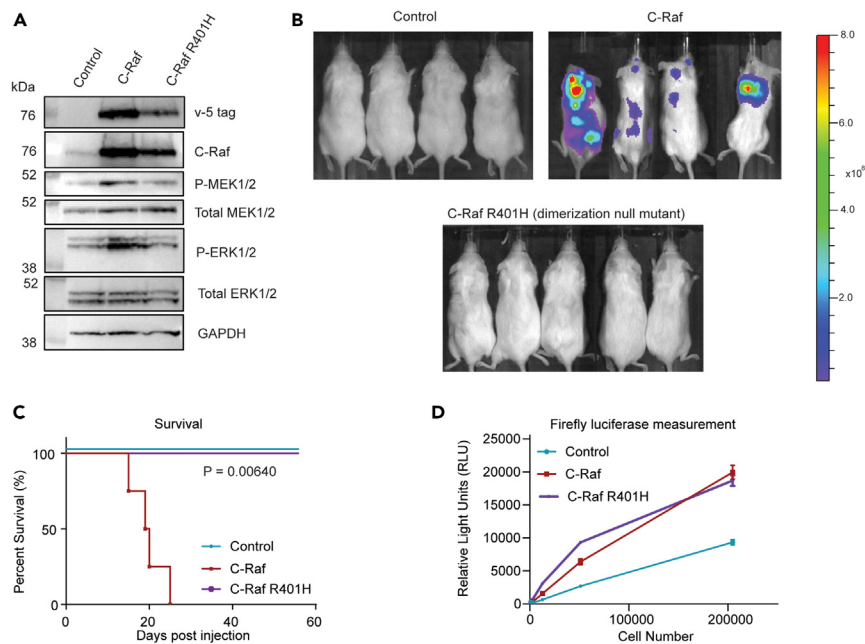 A
Control
C-Raf
C-Raf R401H
kDa
76
v-5 tag
76
C-Raf
52
P-MEK1/2
52
Total MEK1/2
P-ERK1/2
38
52
Total ERK1/2
38
GAPDH
B
Control
C-Raf
C-Raf R401H (dimerization null mutant)
8.0
6.0
x10⁶
4.0
2.0
C
Survival
Percent Survival (%)
100
50
0
P = 0.00640
Control
C-Raf
C-Raf R401H
0 20 40 60
Days post injection
D
Firefly luciferase measurement
Relative Light Units (RLU)
25000
20000
15000
10000
5000
0
Control
C-Raf
C-Raf R401H
0 100000 200000
Cell Number